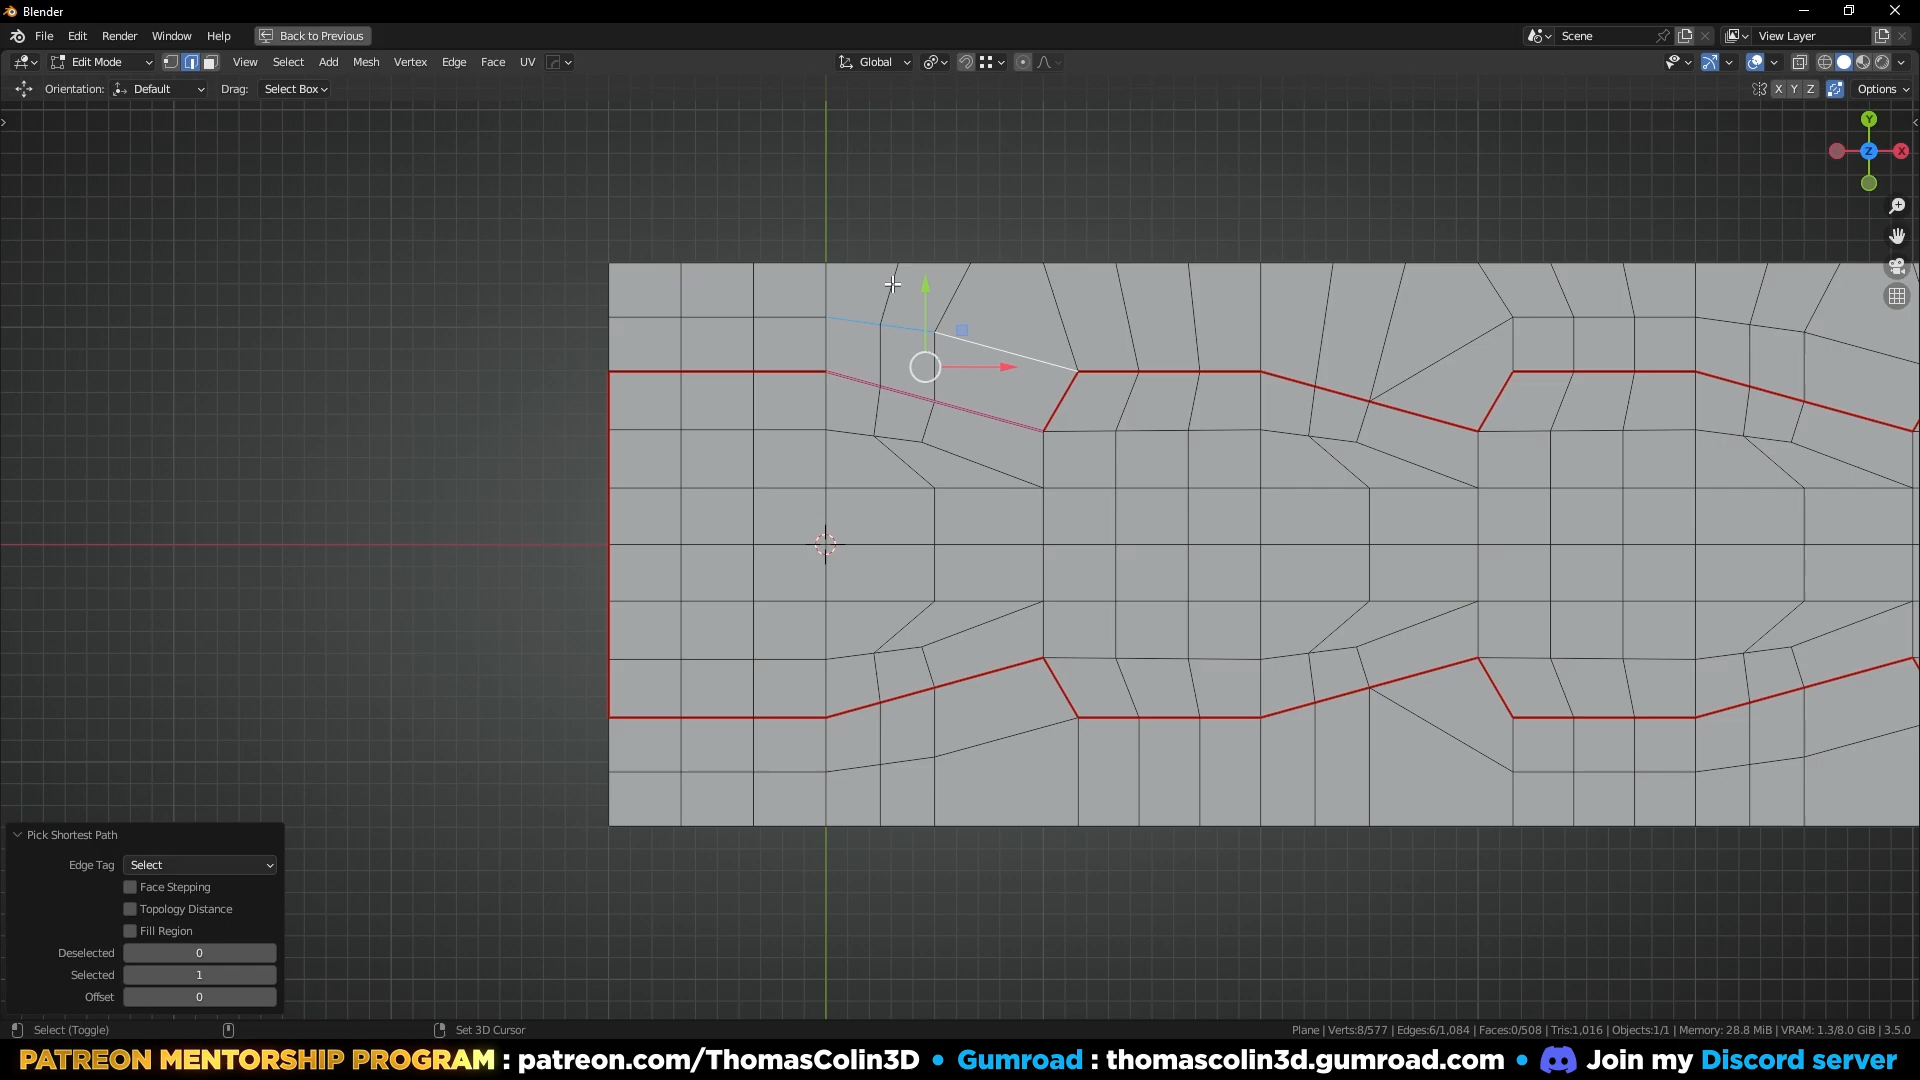 Blender
File Edit Render Window Help Back to Previous Scene View Layer
Edit Mode View Select Add Mesh Vertex Edge Face UV Global
Orientation: Default Drag: Select Box X Y Z Options
Y
Z X
Pick Shortest Path
Edge Tag Select
Face Stepping
Topology Distance
Fill Region
Deselected 0
Selected 1
Offset 0
Select (Toggle) Set 3D Cursor Plane | Verts:8/577 | Edges:6/1,084 | Faces:0/508 | Tris:1,016 | Objects:1/1 | Memory: 28.8 MiB | VRAM: 1.3/8.0 GiB | 3.5.0
PATREON MENTORSHIP PROGRAM : patreon.com/ThomasColin3D • Gumroad : thomascolin3d.gumroad.com • Join my Discord server